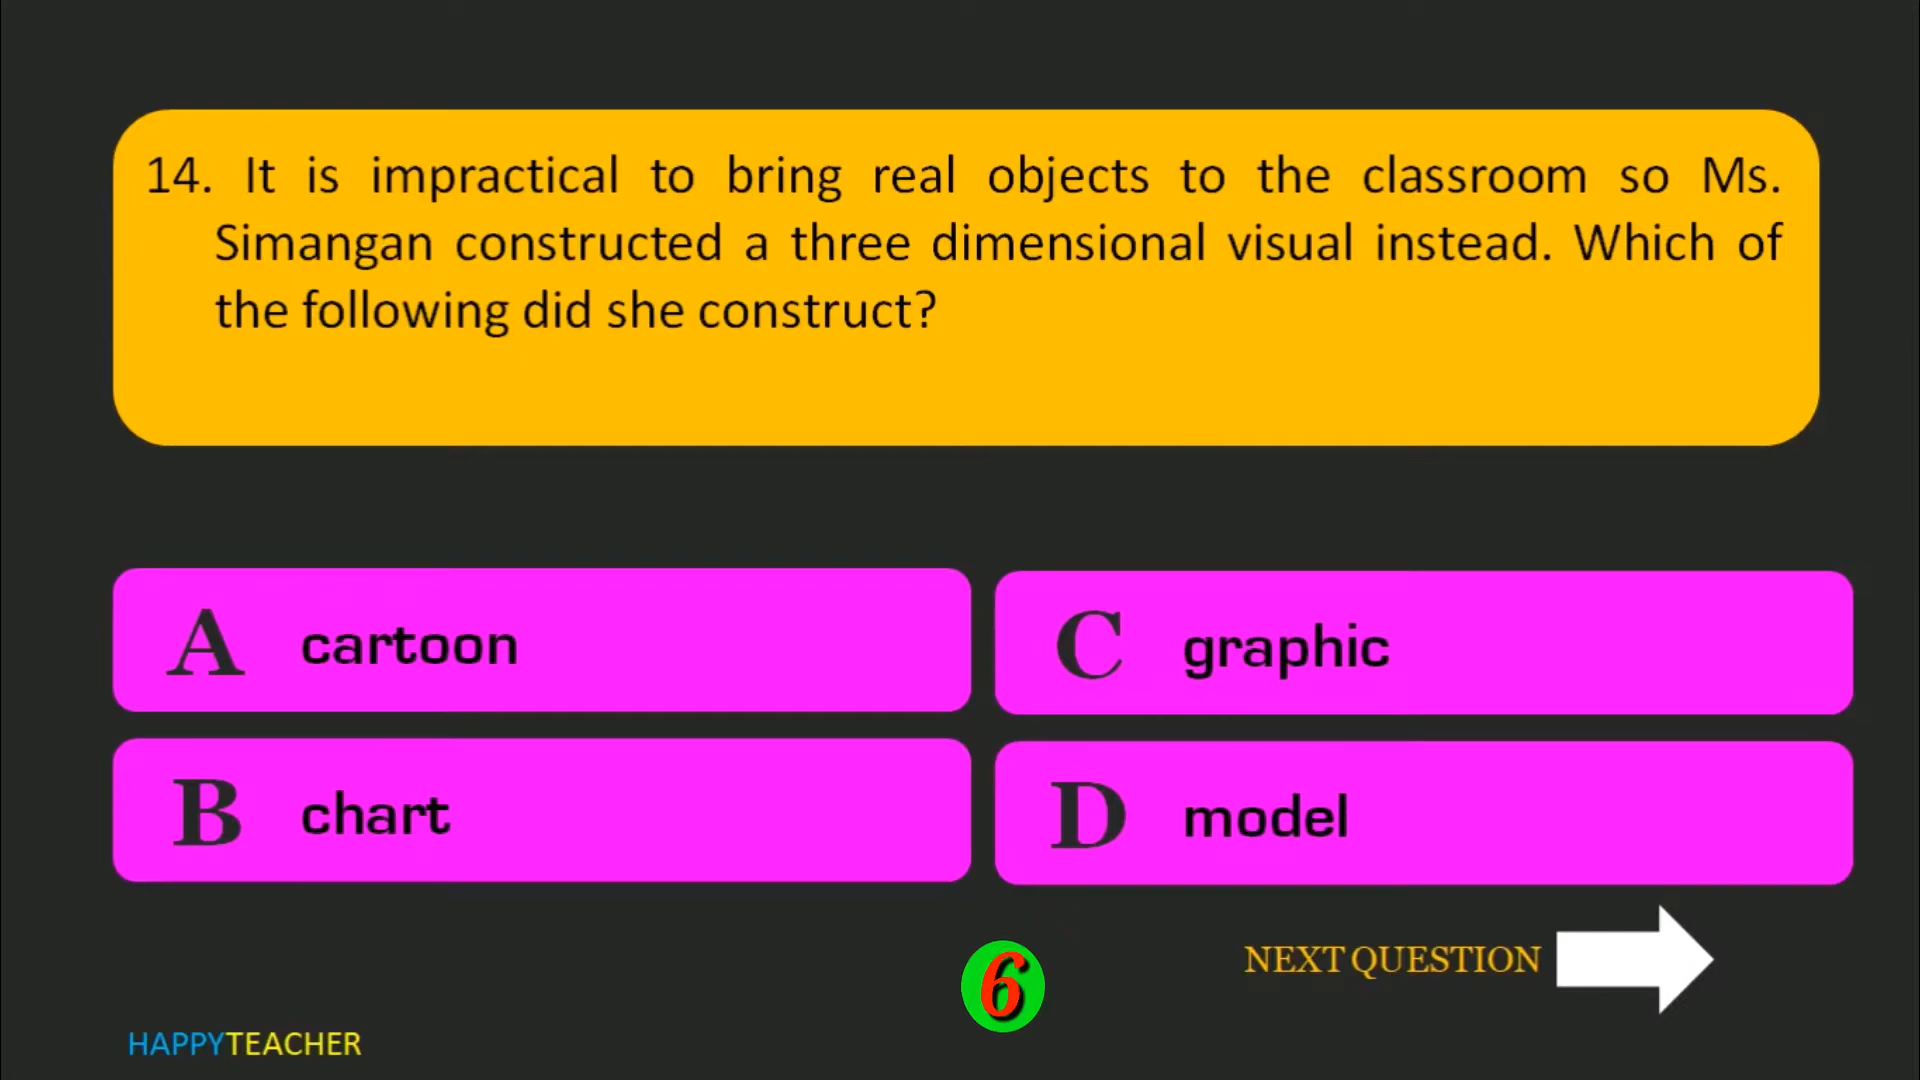 14. It is impractical to bring real objects to the classroom so Ms.
Simangan constructed a three dimensional visual instead. Which of
the following did she construct?
A cartoon
C graphic
B chart
D model
NEXT QUESTION
6
HAPPYTEACHER